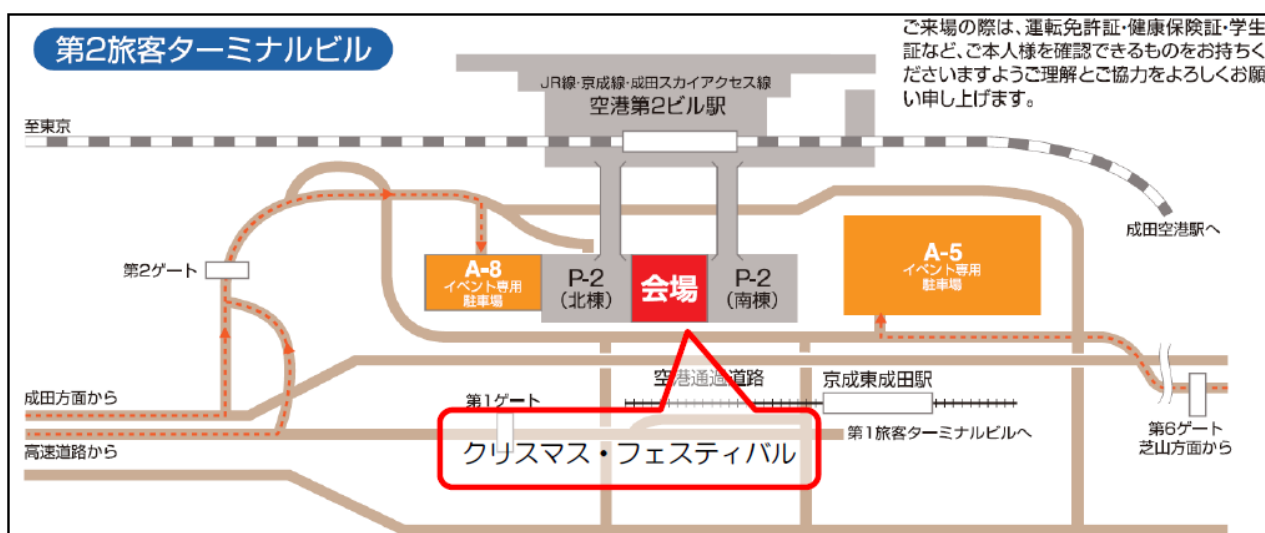 第2旅客ターミナルビル
ご来場の際は、運転免許証・健康保険証・学生
証など、ご本人様を確認できるものをお持ちく
ださいますようご理解とご協力をよろしくお願
い申し上げます。
JR線・京成線・成田スカイアクセス線
空港第2ビル駅
至東京
成田空港駅へ
第2ゲート
A-8
イベント専用
駐車場
P-2
(北棟)
会場
P-2
(南棟)
A-5
イベント専用
駐車場
空港通過道路
京成東成田駅
成田方面から
第1ゲート
高速道路から
クリスマス・フェスティバル
第1旅客ターミナルビルへ
第6ゲート
芝山方面から